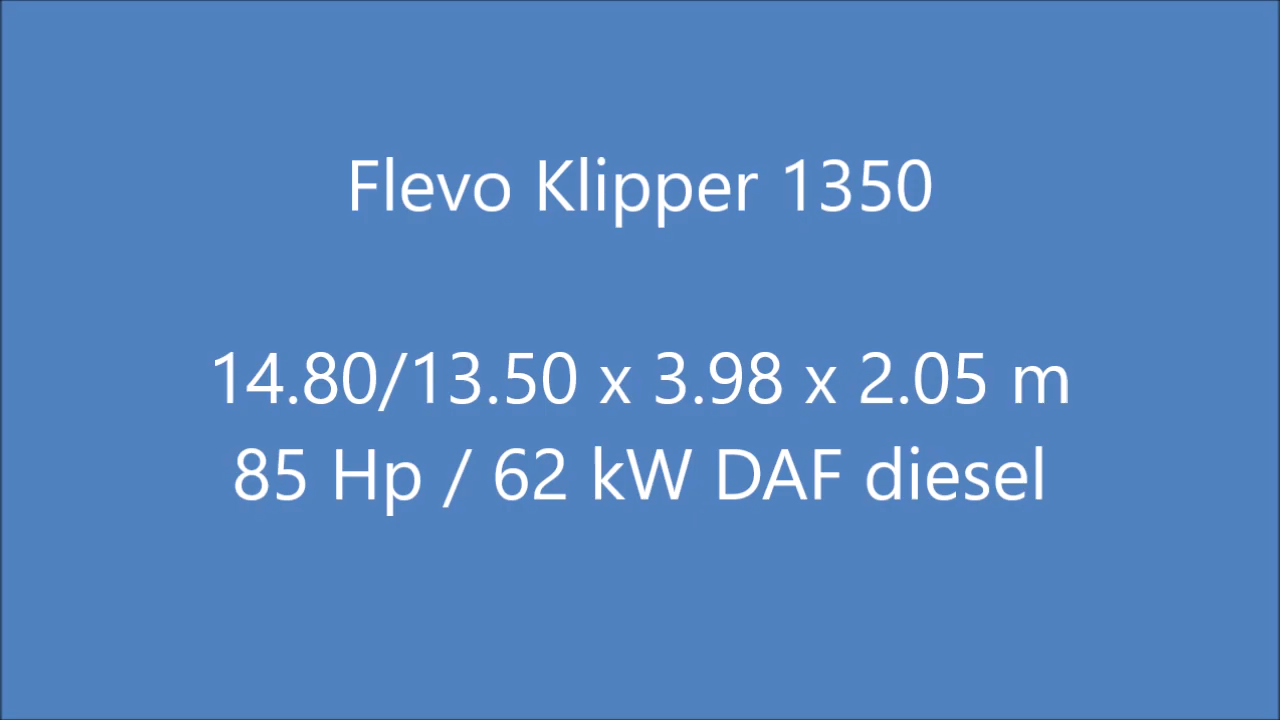 Flevo Klipper 1350
14.80/13.50 x 3.98 x 2.05 m
85 Hp / 62 kW DAF diesel